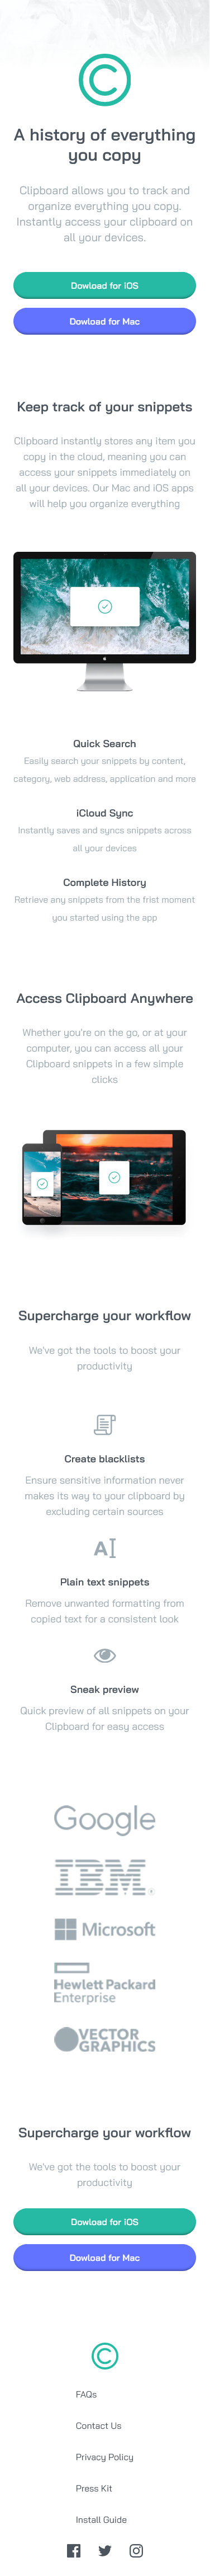 A history of everything
you copy
Clipboard allows you to track and
organize everything you copy.
Instantly access your clipboard on
all your devices.
Dowload for iOS
Dowload for Mac
Keep track of your snippets
Clipboard instantly stores any item you
copy in the cloud, meaning you can
access your snippets immediately on
all your devices. Our Mac and iOS apps
will help you organize everything
Quick Search
Easily search your snippets by content,
category, web address, application and more
iCloud Sync
Instantly saves and syncs snippets across
all your devices
Complete History
Retrieve any snippets from the frist moment
you started using the app
Access Clipboard Anywhere
Whether you're on the go, or at your
computer, you can access all your
Clipboard snippets in a few simple
clicks
Supercharge your workflow
We've got the tools to boost your
productivity
Create blacklists
Ensure sensitive information never
makes its way to your clipboard by
excluding certain sources
A
Plain text snippets
Remove unwanted formatting from
copied text for a consistent look
Sneak preview
Quick preview of all snippets on your
Clipboard for easy access
Google
IBM
Microsoft
Hewlett Packard
Enterprise
VECTOR
GRAPHICS
Supercharge your workflow
We've got the tools to boost your
productivity
Dowload for iOS
Dowload for Mac
FAQs
Contact Us
Privacy Policy
Press Kit
Install Guide